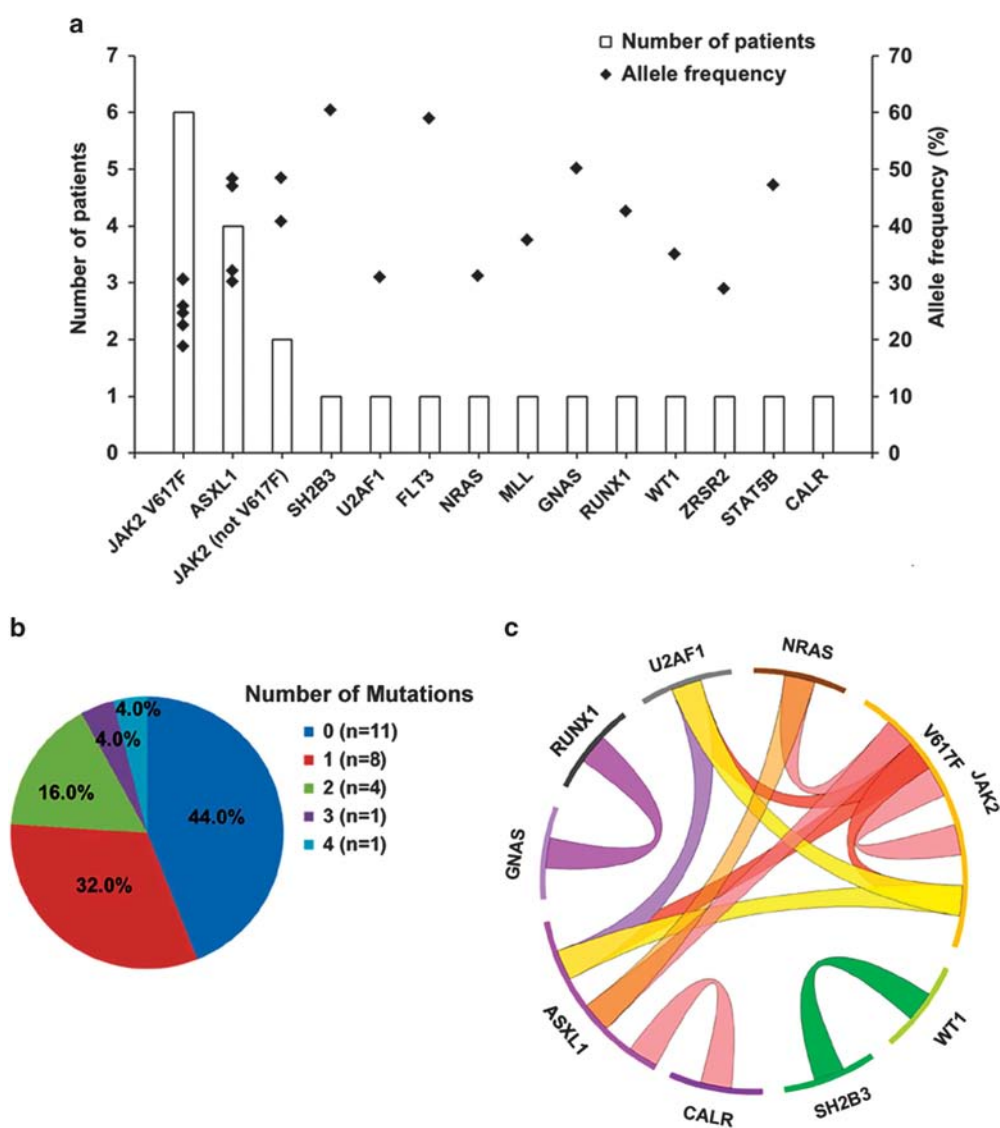 a
Number of patients
Allele frequency
7
6
5
4
3
2
1
0
Number of patients
70
60
50
40
30
20
10
0
Allele frequency (%)
JAK2 V617F
ASXL1
JAK2 (not V617F)
SH2B3
U2AF1
FLT3
NRAS
MLL
GNAS
RUNX1
WT1
ZRSR2
STAT5B
CALR
b
Number of Mutations
0 (n=11)
1 (n=8)
2 (n=4)
3 (n=1)
4 (n=1)
4.0%
4.0%
16.0%
44.0%
32.0%
c
U2AF1
NRAS
RUNX1
V617F
JAK2
GNAS
ASXL1
WT1
CALR
SH2B3